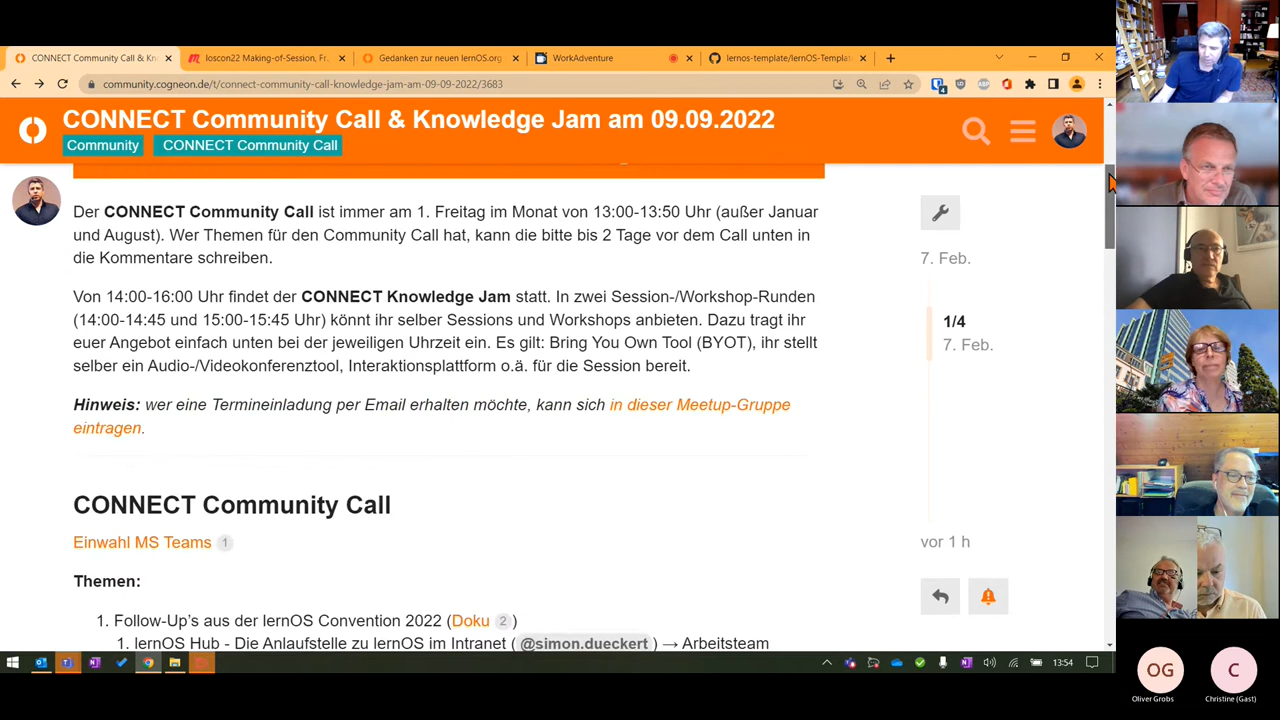 CONNECT Community Call & Kn
loscon22 Making-of-Session, Fr
Gedanken zur neuen lernOS.org
WorkAdventure
lernos-template/lernOS-Templat
community.cogneon.de/t/connect-community-call-knowledge-jam-am-09-09-2022/3683
CONNECT Community Call & Knowledge Jam am 09.09.2022
Community CONNECT Community Call
Der CONNECT Community Call ist immer am 1. Freitag im Monat von 13:00-13:50 Uhr (außer Januar
und August). Wer Themen für den Community Call hat, kann die bitte bis 2 Tage vor dem Call unten in
die Kommentare schreiben.
Von 14:00-16:00 Uhr findet der CONNECT Knowledge Jam statt. In zwei Session-/Workshop-Runden
(14:00-14:45 und 15:00-15:45 Uhr) könnt ihr selber Sessions und Workshops anbieten. Dazu tragt ihr
euer Angebot einfach unten bei der jeweiligen Uhrzeit ein. Es gilt: Bring You Own Tool (BYOT), ihr stellt
selber ein Audio-/Videokonferenztool, Interaktionsplattform o.ä. für die Session bereit.
Hinweis: wer eine Termineinladung per Email erhalten möchte, kann sich in dieser Meetup-Gruppe
eintragen.
CONNECT Community Call
Einwahl MS Teams 1
Themen:
1. Follow-Up's aus der lernOS Convention 2022 (Doku 2 )
1. lernOS Hub - Die Anlaufstelle zu lernOS im Intranet ( @simon.dueckert ) → Arbeitsteam
7. Feb.
1/4
7. Feb.
vor 1 h
13:54
OG
Oliver Grobs
C
Christine (Gast)